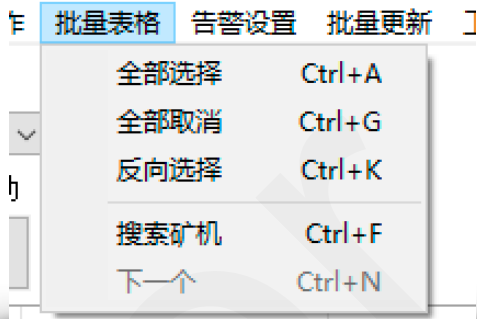 作 批量表格 告警设置 批量更新
全部选择 Ctrl+A
全部取消 Ctrl+G
反向选择 Ctrl+K
搜索矿机 Ctrl+F
下一个 Ctrl+N